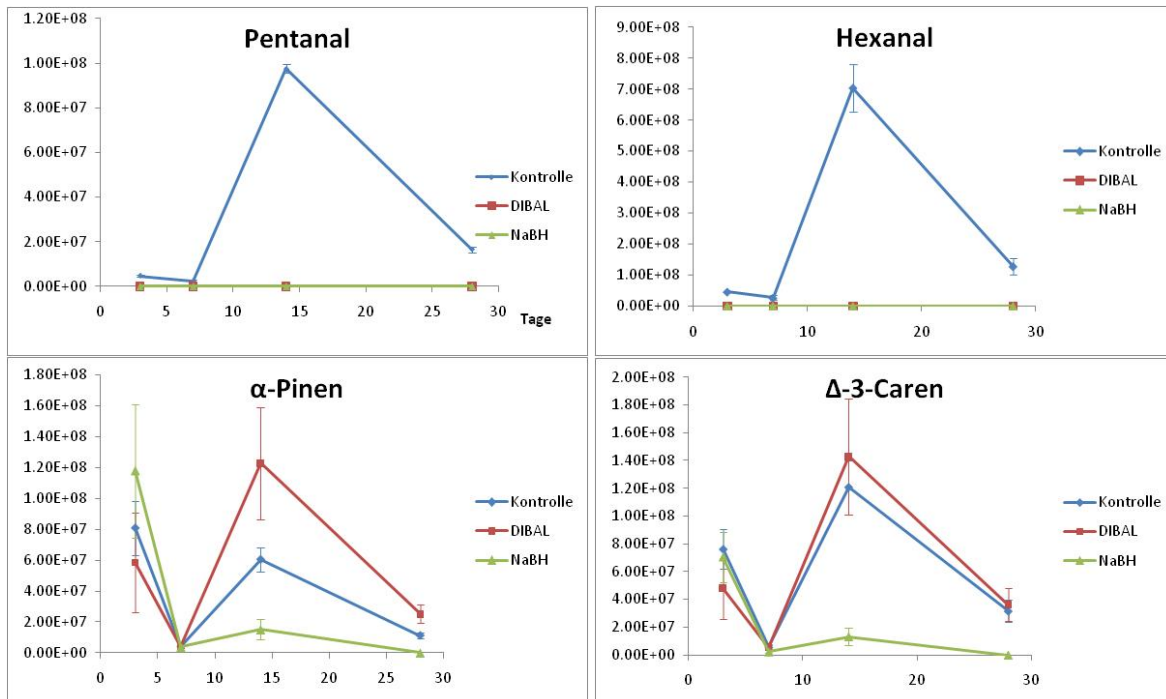 Pentanal
1.20E+08
1.00E+08
8.00E+07
6.00E+07
4.00E+07
2.00E+07
0.00E+00
0 5 10 15 20 25 30
Tage
Kontrolle
DIBAL
NaBH
Hexanal
9.00E+08
8.00E+08
7.00E+08
6.00E+08
5.00E+08
4.00E+08
3.00E+08
2.00E+08
1.00E+08
0.00E+00
0 10 20 30
Kontrolle
DIBAL
NaBH
α-Pinen
1.80E+08
1.60E+08
1.40E+08
1.20E+08
1.00E+08
8.00E+07
6.00E+07
4.00E+07
2.00E+07
0.00E+00
0 5 10 15 20 25 30
Kontrolle
DIBAL
NaBH
Δ-3-Caren
2.00E+08
1.80E+08
1.60E+08
1.40E+08
1.20E+08
1.00E+08
8.00E+07
6.00E+07
4.00E+07
2.00E+07
0.00E+00
0 10 20 30
Kontrolle
DIBAL
NaBH